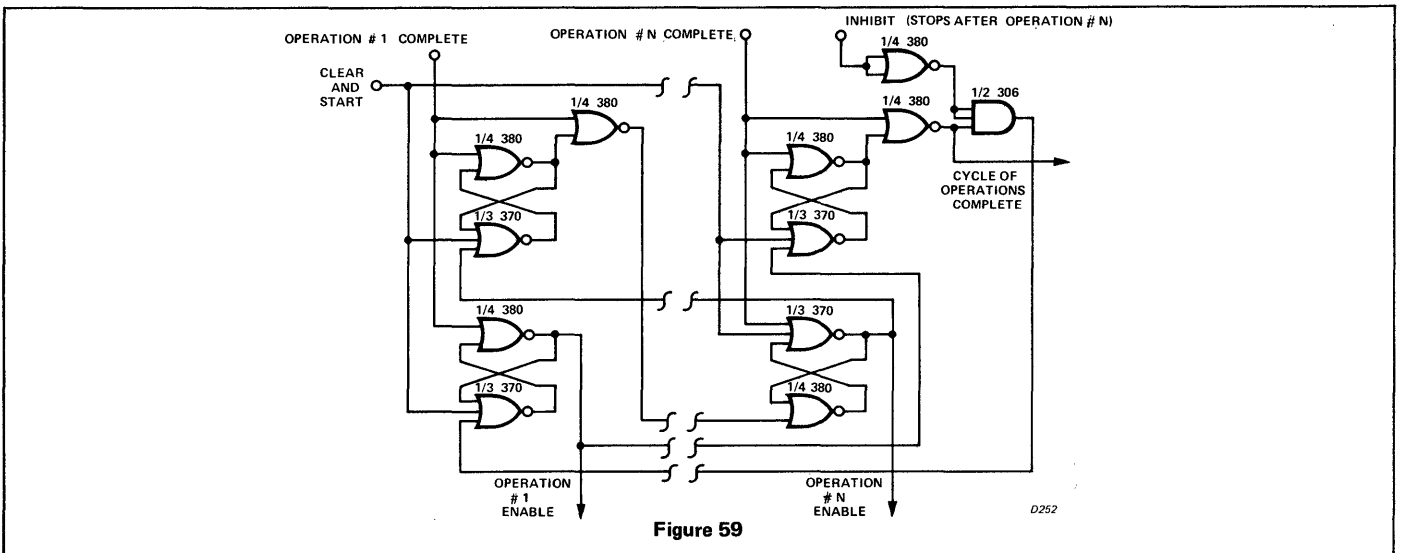 INHIBIT (STOPS AFTER OPERATION # N)
OPERATION # 1 COMPLETE
OPERATION # N COMPLETE
1/4 380
CLEAR
AND
START
1/4 380
1/4 380
1/2 306
1/4 380
1/4 380
CYCLE OF
OPERATIONS
COMPLETE
1/3 370
1/3 370
1/4 380
1/3 370
1/3 370
1/4 380
OPERATION
# 1
ENABLE
OPERATION
# N
ENABLE
D252
Figure 59